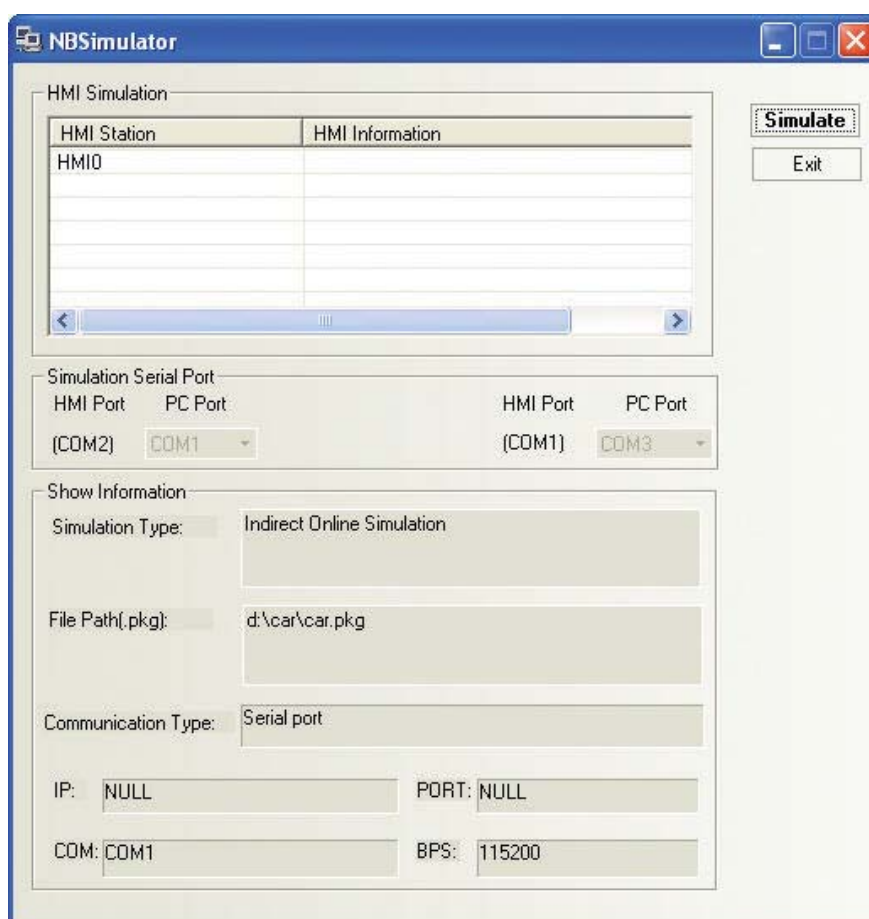 NBSimulator
HMI Simulation
HMI Station HMI Information
HMI0
Simulate
Exit
Simulation Serial Port
HMI Port PC Port HMI Port PC Port
(COM2) COM1 (COM1) COM3
Show Information
Simulation Type: Indirect Online Simulation
File Path(.pkg): d:\car\car.pkg
Communication Type: Serial port
IP: NULL PORT: NULL
COM: COM1 BPS: 115200